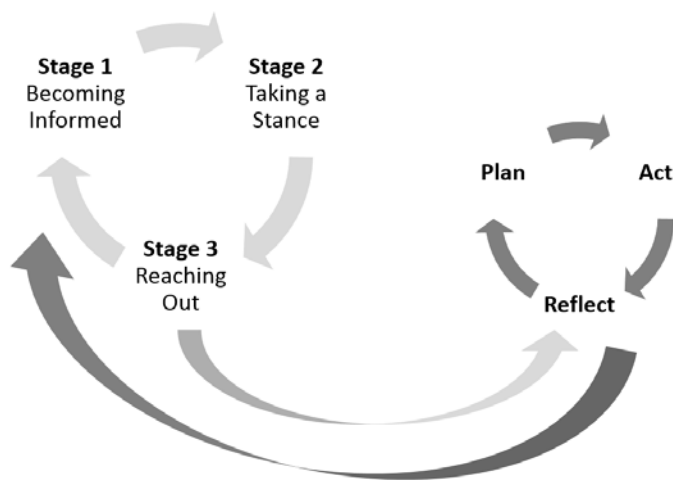 Stage 1
Becoming
Informed
Stage 2
Taking a
Stance
Stage 3
Reaching
Out
Plan
Act
Reflect